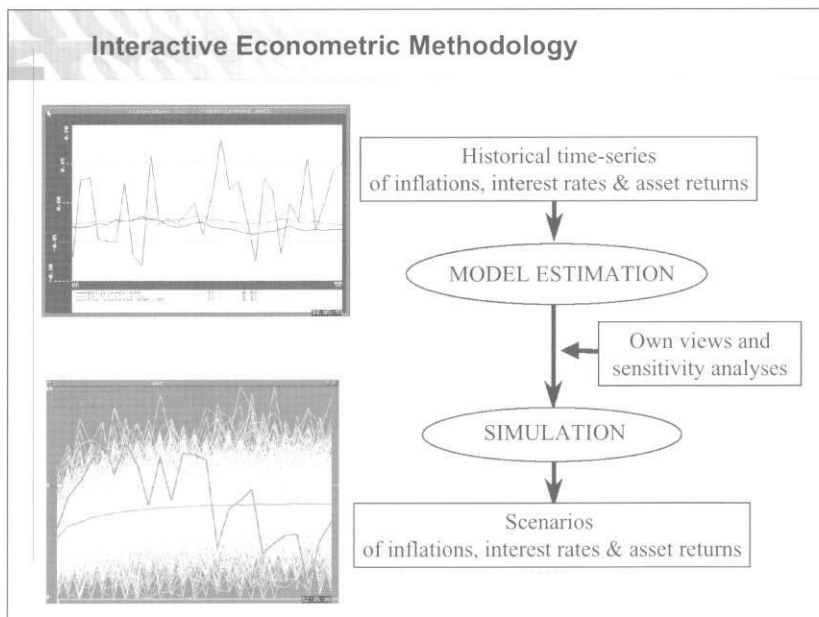 Interactive Econometric Methodology
Historical time-series
of inflations, interest rates & asset returns
MODEL ESTIMATION
Own views and
sensitivity analyses
SIMULATION
Scenarios
of inflations, interest rates & asset returns